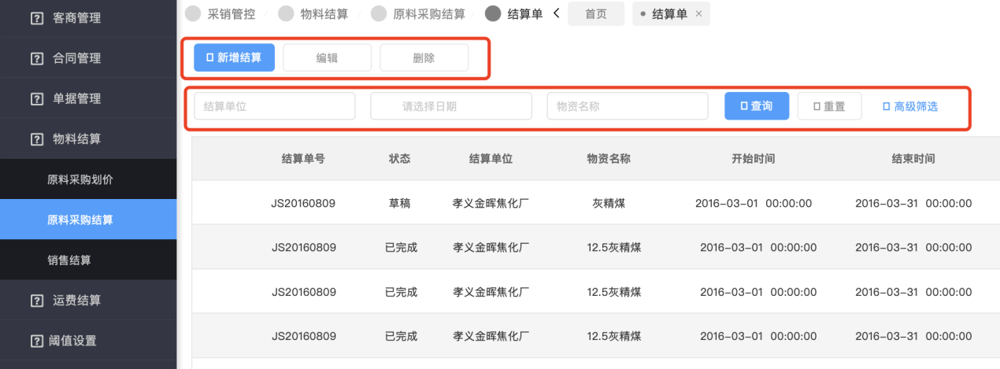 客商管理
合同管理
单据管理
物料结算
原料采购划价
原料采购结算
销售结算
运费结算
阈值设置
采销管控 / 物料结算 / 原料采购结算 / 结算单 首页 结算单 ×
新增结算 编辑 删除
结算单位 请选择日期 物资名称 查询 重置 高级筛选
结算单号 状态 结算单位 物资名称 开始时间 结束时间
JS20160809 草稿 孝义金晖焦化厂 灰精煤 2016-03-01 00:00:00 2016-03-31 00:00:00
JS20160809 已完成 孝义金晖焦化厂 12.5灰精煤 2016-03-01 00:00:00 2016-03-31 00:00:00
JS20160809 已完成 孝义金晖焦化厂 12.5灰精煤 2016-03-01 00:00:00 2016-03-31 00:00:00
JS20160809 已完成 孝义金晖焦化厂 12.5灰精煤 2016-03-01 00:00:00 2016-03-31 00:00:00